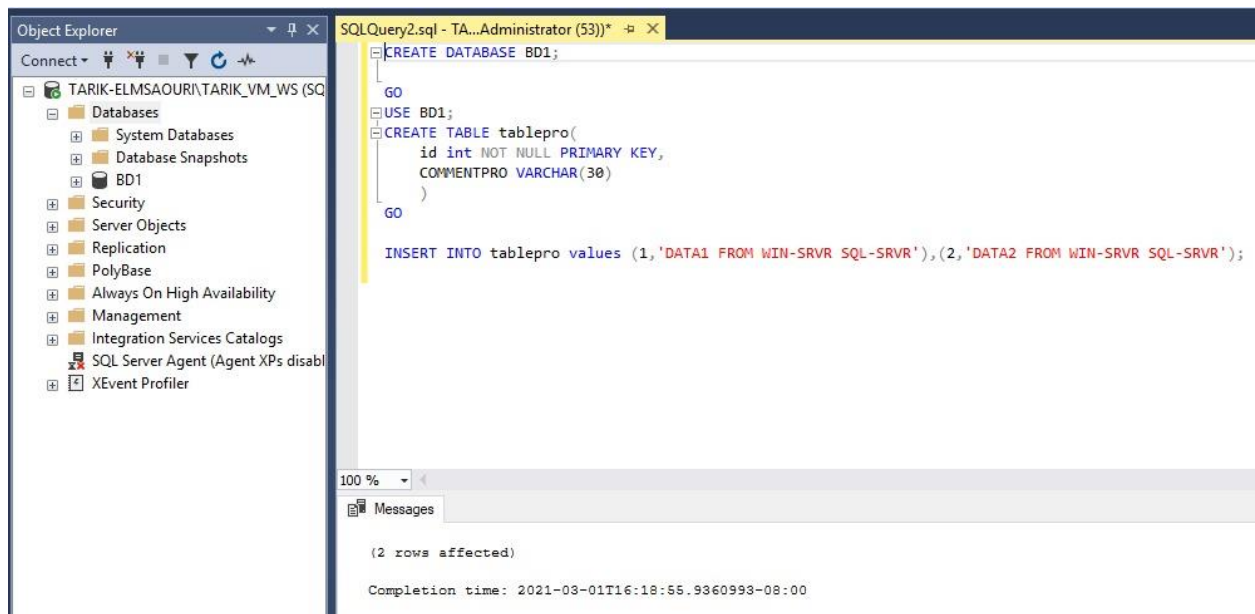 Object Explorer
Connect
TARIK-ELMSAOURI\TARIK_VM_WS (SQ
Databases
System Databases
Database Snapshots
BD1
Security
Server Objects
Replication
PolyBase
Always On High Availability
Management
Integration Services Catalogs
SQL Server Agent (Agent XPs disabl
XEvent Profiler
SQLQuery2.sql - TA...Administrator (53))*
CREATE DATABASE BD1;
GO
USE BD1;
CREATE TABLE tablepro(
id int NOT NULL PRIMARY KEY,
COMMENTPRO VARCHAR(30)
)
GO
INSERT INTO tablepro values (1,'DATA1 FROM WIN-SRVR SQL-SRVR'),(2,'DATA2 FROM WIN-SRVR SQL-SRVR');
100 %
Messages
(2 rows affected)
Completion time: 2021-03-01T16:18:55.9360993-08:00